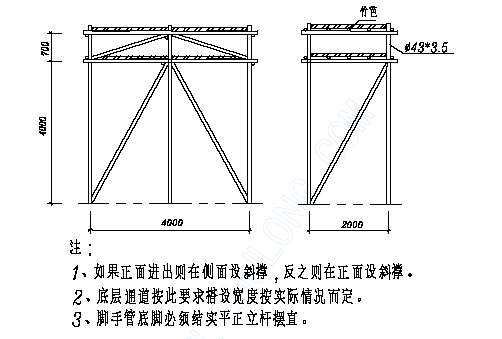 竹芭
700
Ø48*3.5
4000
4000
2000
注：
1、如果正面进出则在侧面设斜撑，反之则在正面设斜撑。
2、底层通道按此要求搭设宽度按实际情况而定。
3、脚手管底脚必须结实平正立杆摆直。